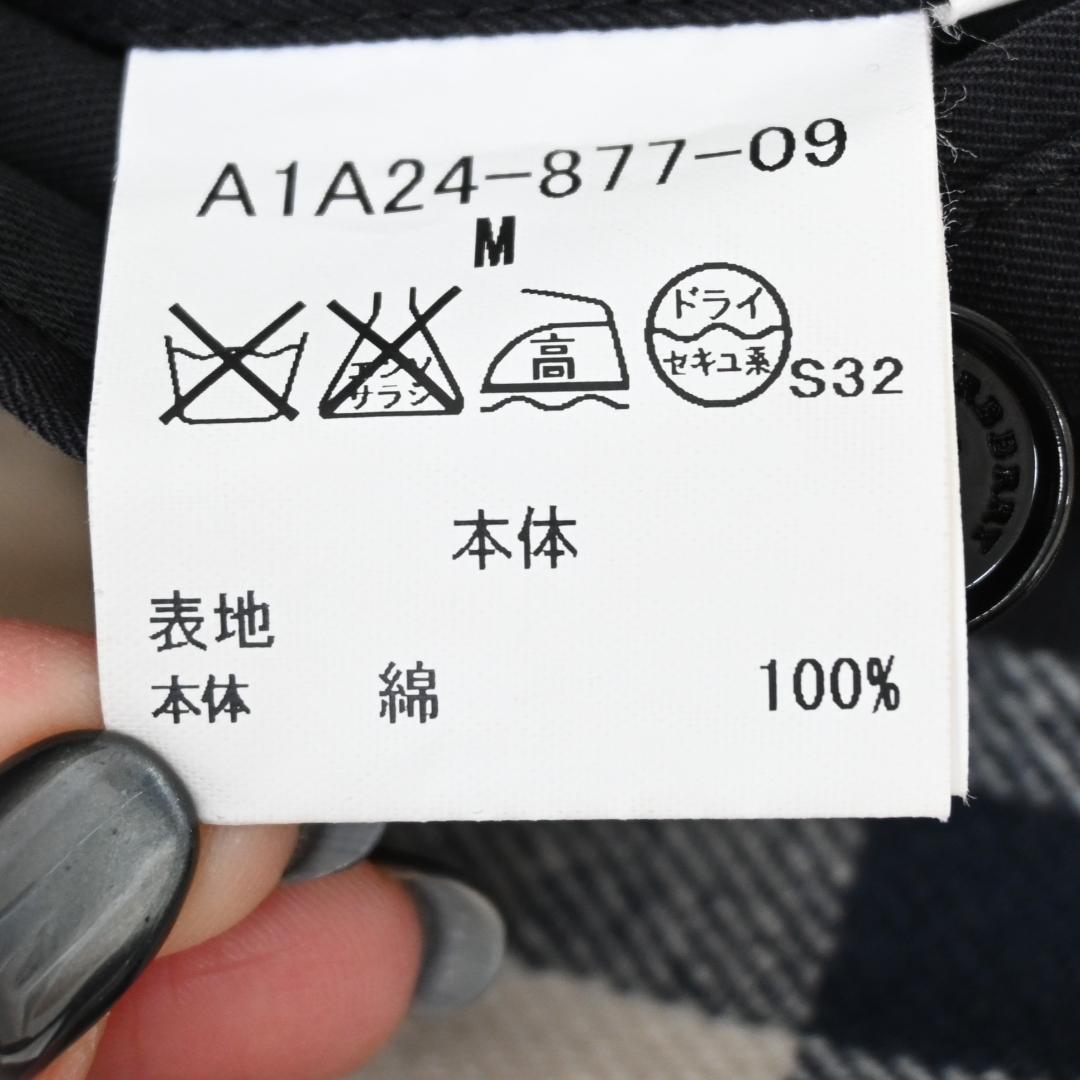 A1A24-877-09
M
エンソ
サラシ
高
ドライ
セキユ系
S32
本体
表地
本体 綿 100%